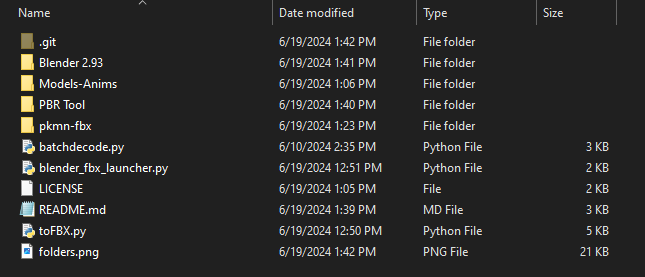 Name Date modified Type Size
.git 6/19/2024 1:42 PM File folder
Blender 2.93 6/19/2024 1:41 PM File folder
Models-Anims 6/19/2024 1:06 PM File folder
PBR Tool 6/19/2024 1:40 PM File folder
pkmn-fbx 6/19/2024 1:23 PM File folder
batchdecode.py 6/10/2024 2:35 PM Python File 3 KB
blender_fbx_launcher.py 6/19/2024 12:51 PM Python File 2 KB
LICENSE 6/19/2024 1:05 PM File 2 KB
README.md 6/19/2024 1:39 PM MD File 3 KB
toFBX.py 6/19/2024 12:50 PM Python File 5 KB
folders.png 6/19/2024 1:42 PM PNG File 21 KB